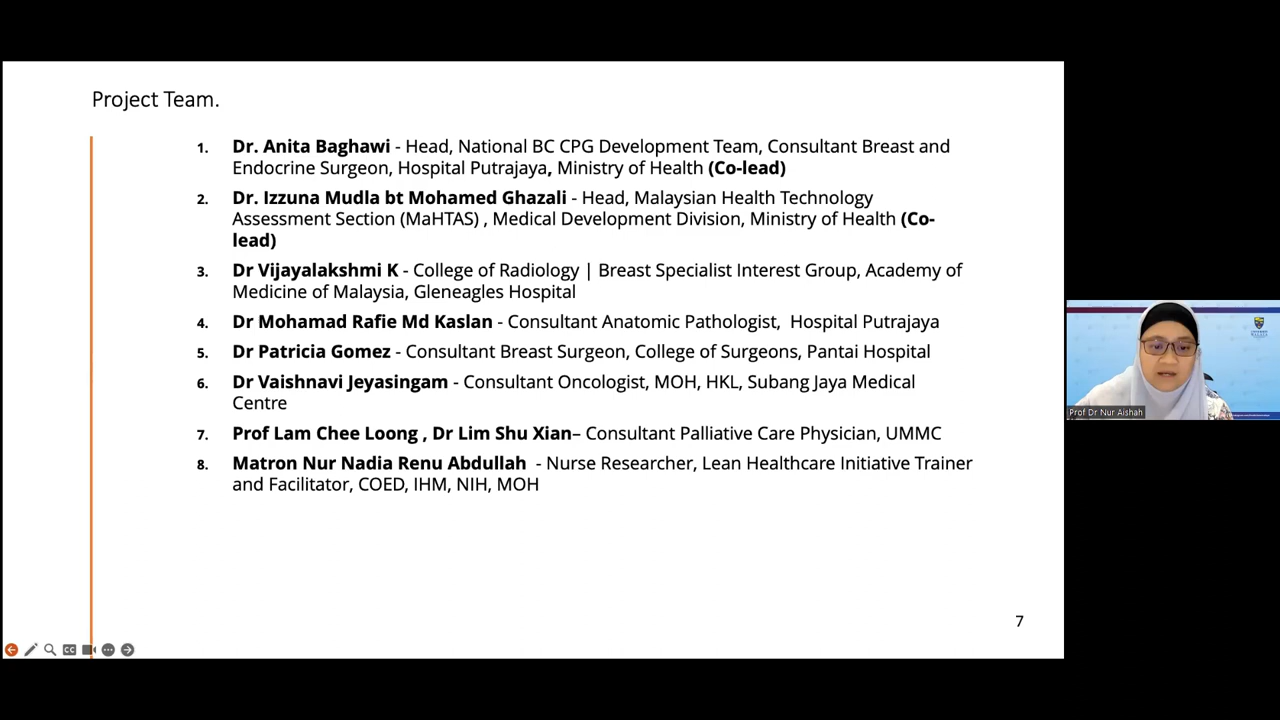 Project Team.
1. Dr. Anita Baghawi - Head, National BC CPG Development Team, Consultant Breast and
Endocrine Surgeon, Hospital Putrajaya, Ministry of Health (Co-lead)
2. Dr. Izzuna Mudla bt Mohamed Ghazali - Head, Malaysian Health Technology
Assessment Section (MaHTAS) , Medical Development Division, Ministry of Health (Co-
lead)
3. Dr Vijayalakshmi K - College of Radiology | Breast Specialist Interest Group, Academy of
Medicine of Malaysia, Gleneagles Hospital
4. Dr Mohamad Rafie Md Kaslan - Consultant Anatomic Pathologist, Hospital Putrajaya
5. Dr Patricia Gomez - Consultant Breast Surgeon, College of Surgeons, Pantai Hospital
6. Dr Vaishnavi Jeyasingam - Consultant Oncologist, MOH, HKL, Subang Jaya Medical
Centre
7. Prof Lam Chee Loong , Dr Lim Shu Xian– Consultant Palliative Care Physician, UMMC
8. Matron Nur Nadia Renu Abdullah - Nurse Researcher, Lean Healthcare Initiative Trainer
and Facilitator, COED, IHM, NIH, MOH
7
CC
Prof Dr Nur Aishah